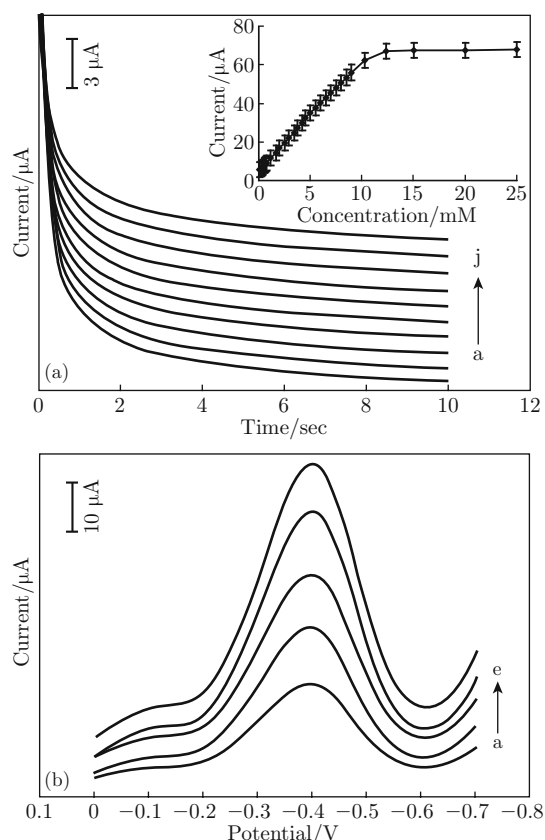 3 μA
Current/μA
80
60
40
20
0
0.1 5 10 15 20 25
Concentration/mM
Current/μA
j
a
(a)
0 2 4 6 8 10 12
Time/sec
10 μA
Current/μA
e
a
(b)
0.1 0 −0.1 −0.2 −0.3 −0.4 −0.5 −0.6 −0.7 −0.8
Potential/V